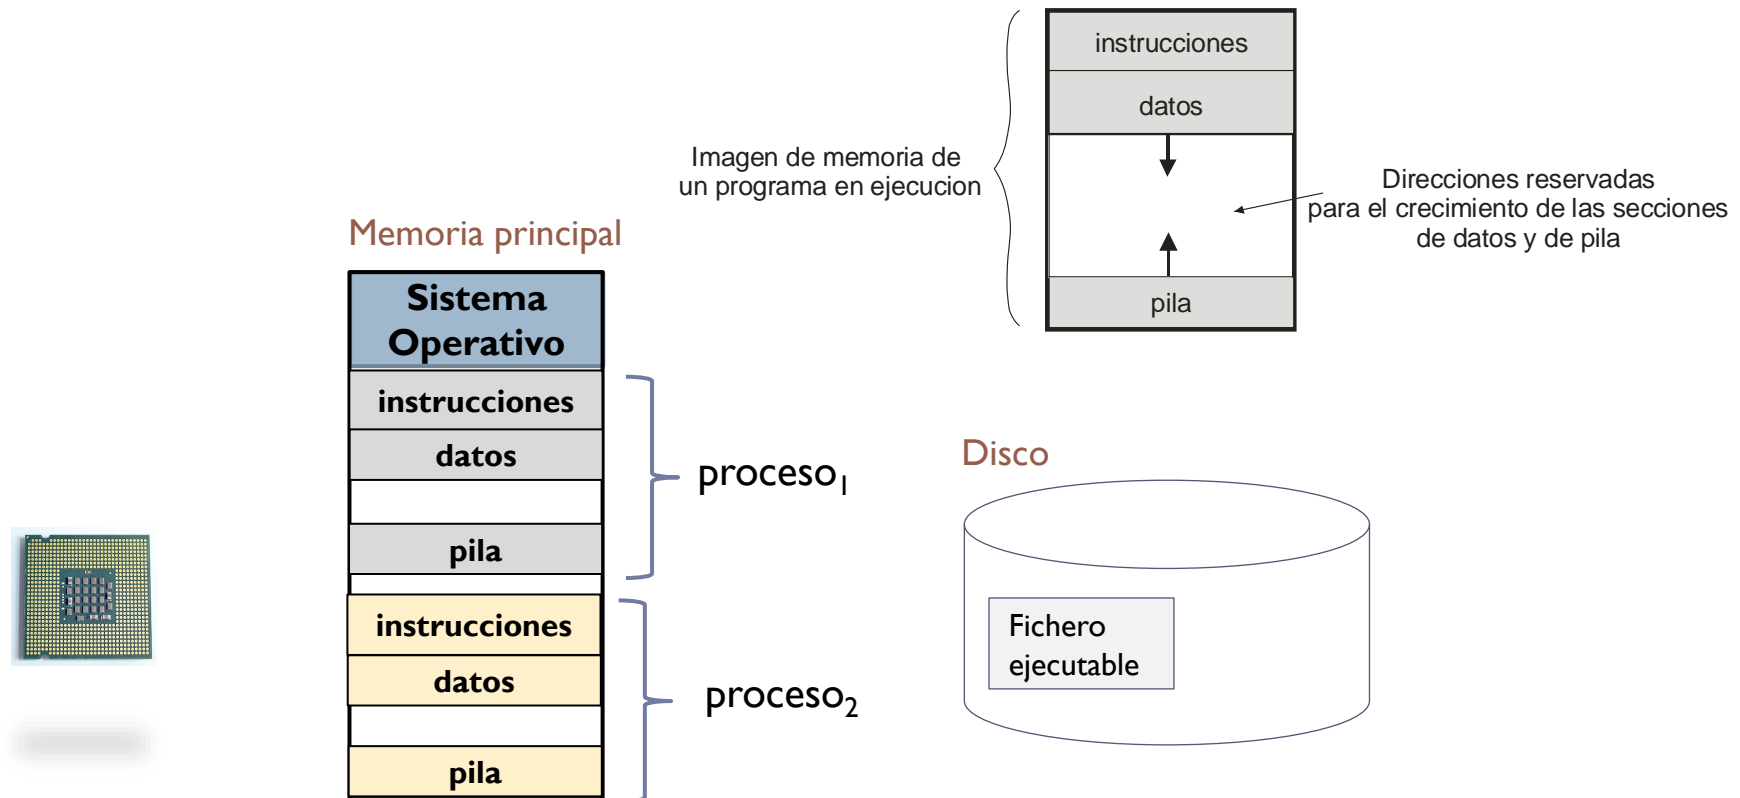 instrucciones
datos
Imagen de memoria de
un programa en ejecucion
Direcciones reservadas
para el crecimiento de las secciones
de datos y de pila
pila
Memoria principal
Sistema
Operativo
instrucciones
datos
pila
proceso1
instrucciones
datos
pila
proceso2
Disco
Fichero
ejecutable